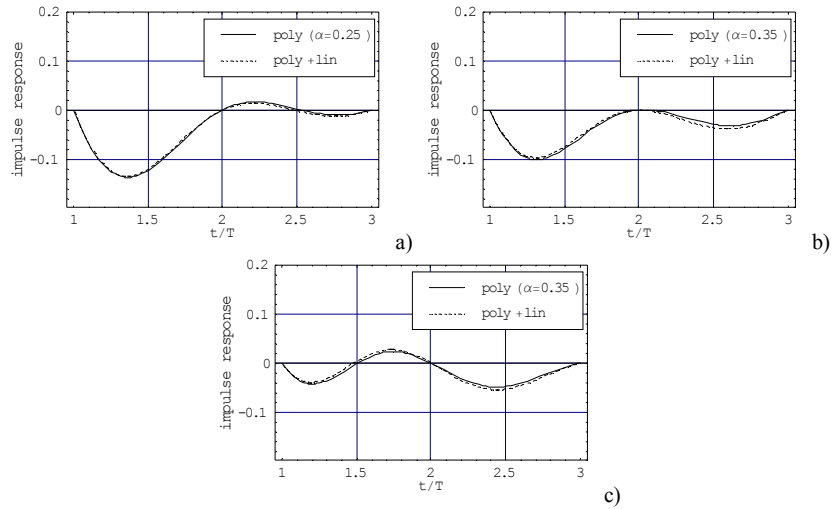 0.2
poly (α=0.25 )
poly +lin
0.1
0
-0.1
impulse response
1
1.5
2
2.5
3
t/T
a)
0.2
poly (α=0.35 )
poly +lin
0.1
0
-0.1
impulse response
1
1.5
2
2.5
3
t/T
b)
0.2
poly (α=0.35 )
poly +lin
0.1
0
-0.1
impulse response
1
1.5
2
2.5
3
t/T
c)